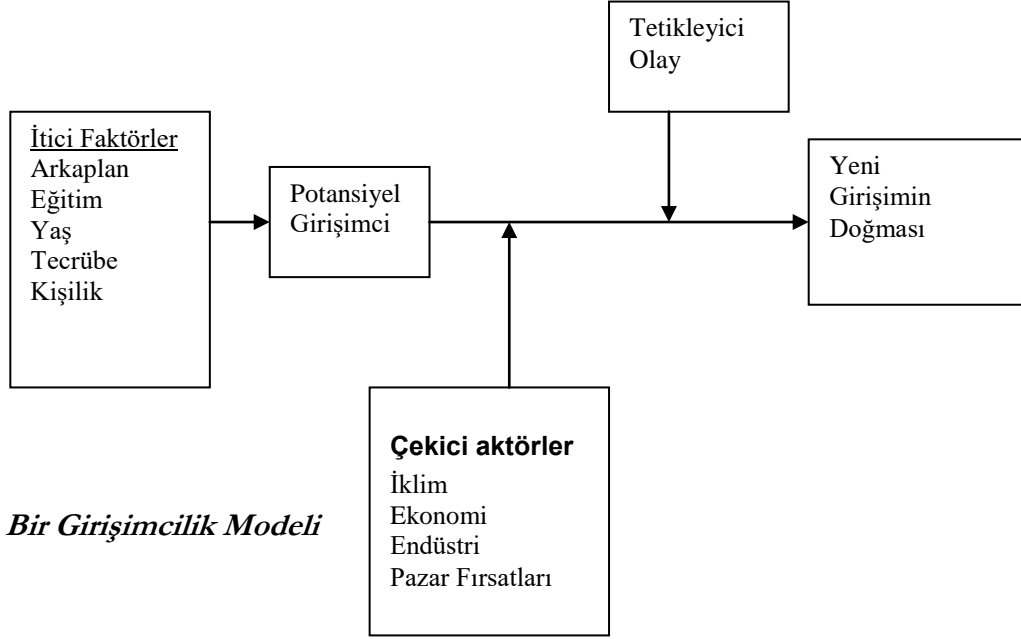 Tetikleyici
Olay
İtici Faktörler
Arkaplan
Eğitim
Yaş
Tecrübe
Kişilik
Potansiyel
Girişimci
Yeni
Girişimin
Doğması
Çekici aktörler
İklim
Ekonomi
Endüstri
Pazar Fırsatları
Bir Girişimcilik Modeli